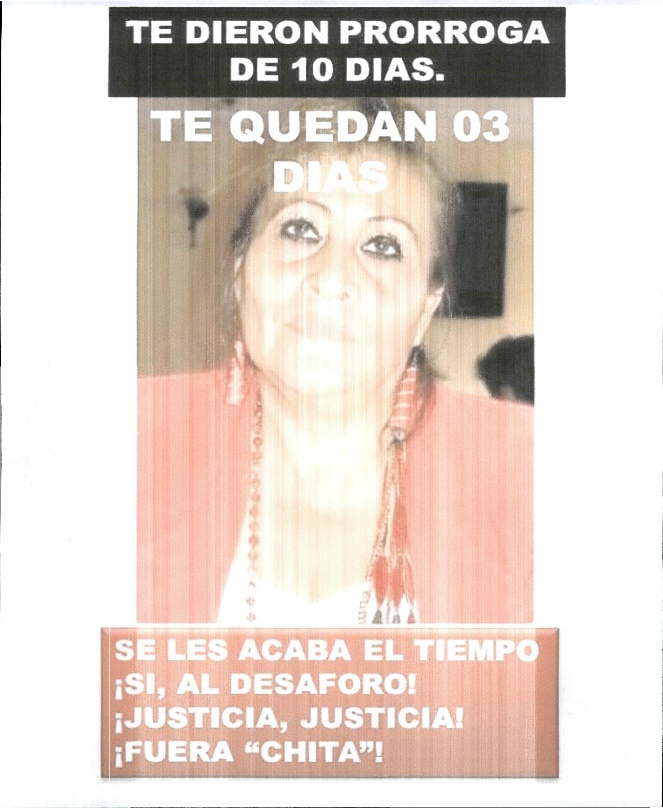 TE DIERON PRORROGA
DE 10 DIAS.
TE QUEDAN 03
DIAS
SE LES ACABA EL TIEMPO
¡SI, AL DESAFORO!
¡JUSTICIA, JUSTICIA!
¡FUERA “CHITA”!